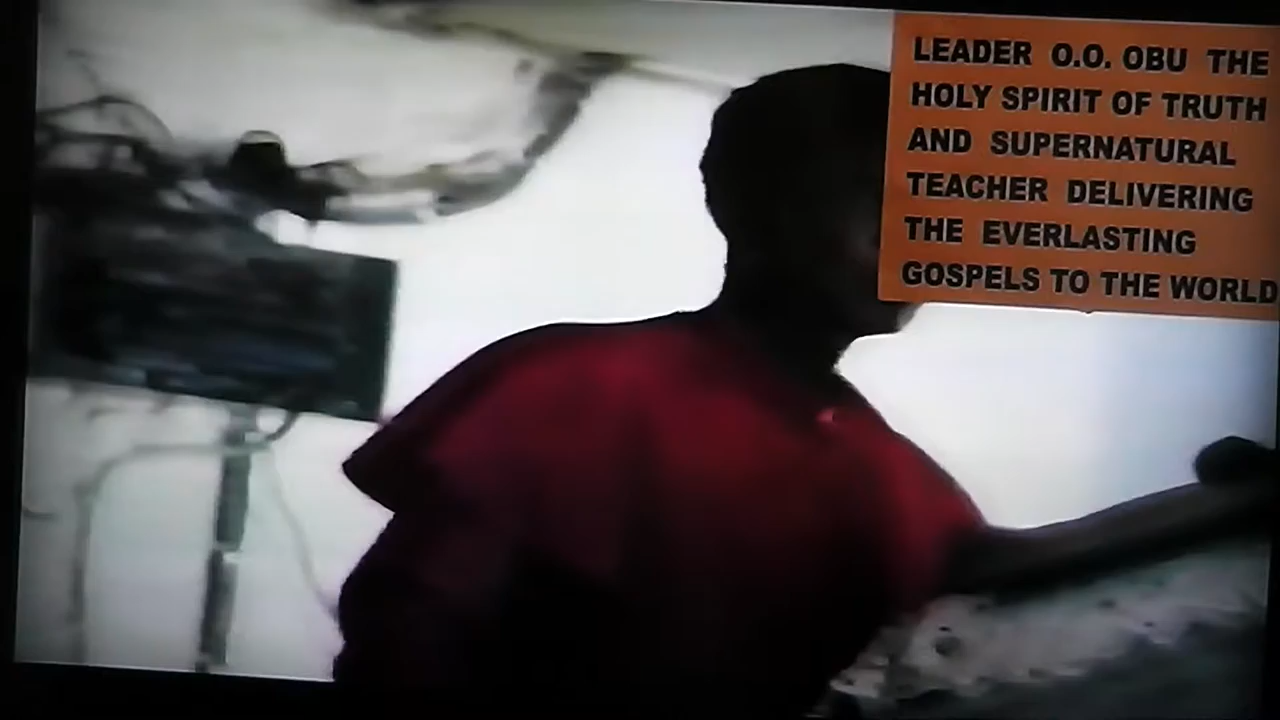 LEADER O.O. OBU THE
HOLY SPIRIT OF TRUTH
AND SUPERNATURAL
TEACHER DELIVERING
THE EVERLASTING
GOSPELS TO THE WORLD